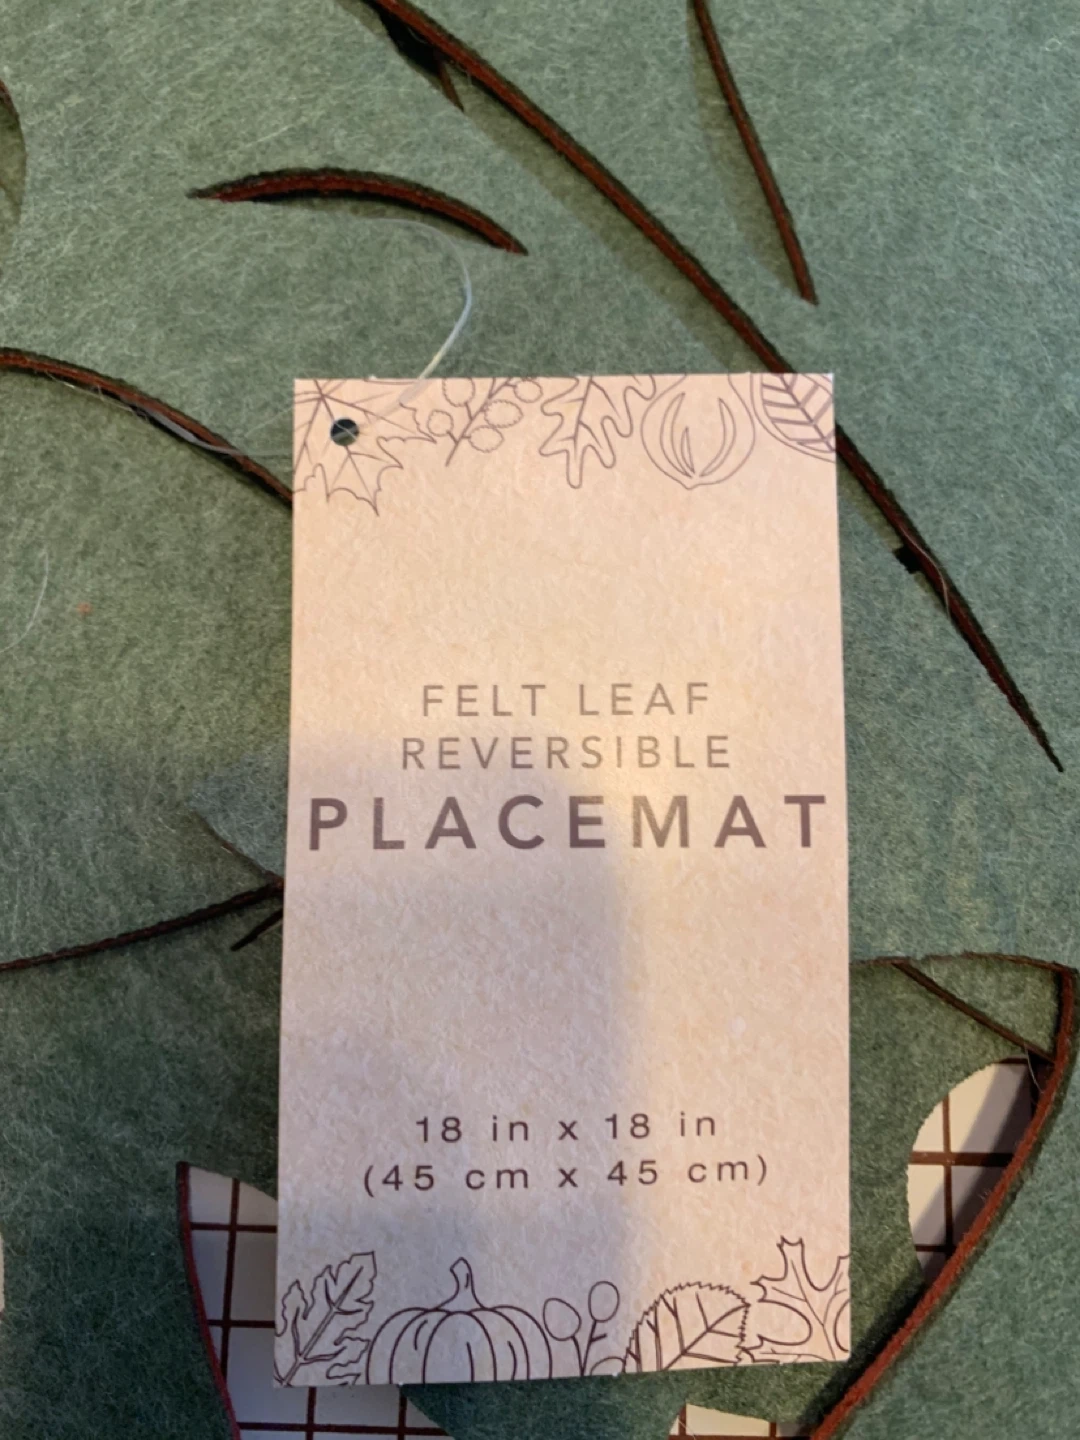 FELT LEAF
REVERSIBLE
PLACEMAT
18 in x 18 in
(45 cm x 45 cm)